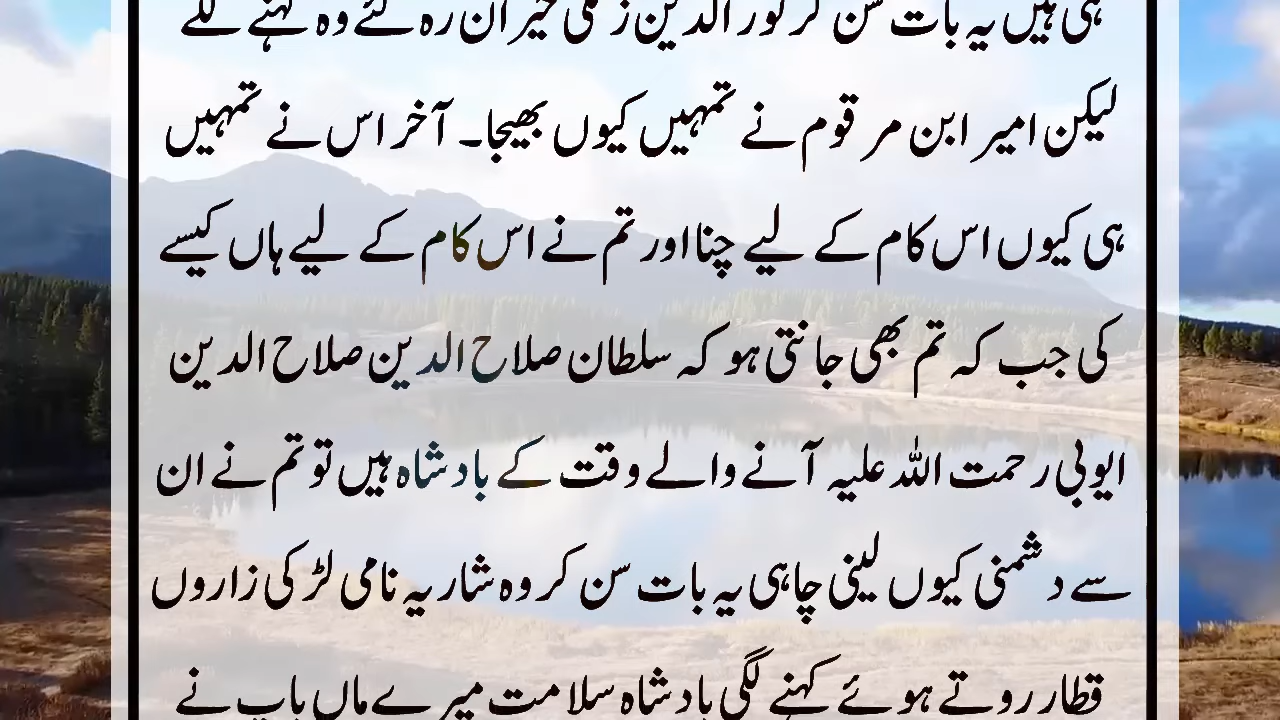 ہی ہیں یہ بات سن کر نور الدین زنگی حیران رہ گئے وہ کہنے لگے
لیکن امیر ابن مرقوم نے تمہیں کیوں بھیجا۔ آخر اس نے تمہیں
ہی کیوں اس کام کے لیے چنا اور تم نے اس کام کے لیے ہاں کیسے
کی جب کہ تم بھی جانتی ہو کہ سلطان صلاح الدین صلاح الدین
ایوبی رحمت اللہ علیہ آنے والے وقت کے بادشاہ ہیں تو تم نے ان
سے دشمنی کیوں لینی چاہی یہ بات سن کر وہ شاریہ نامی لڑکی زاروں
قطار روتے ہوئے کہنے لگی بادشاہ سلامت میرے ماں باپ نے